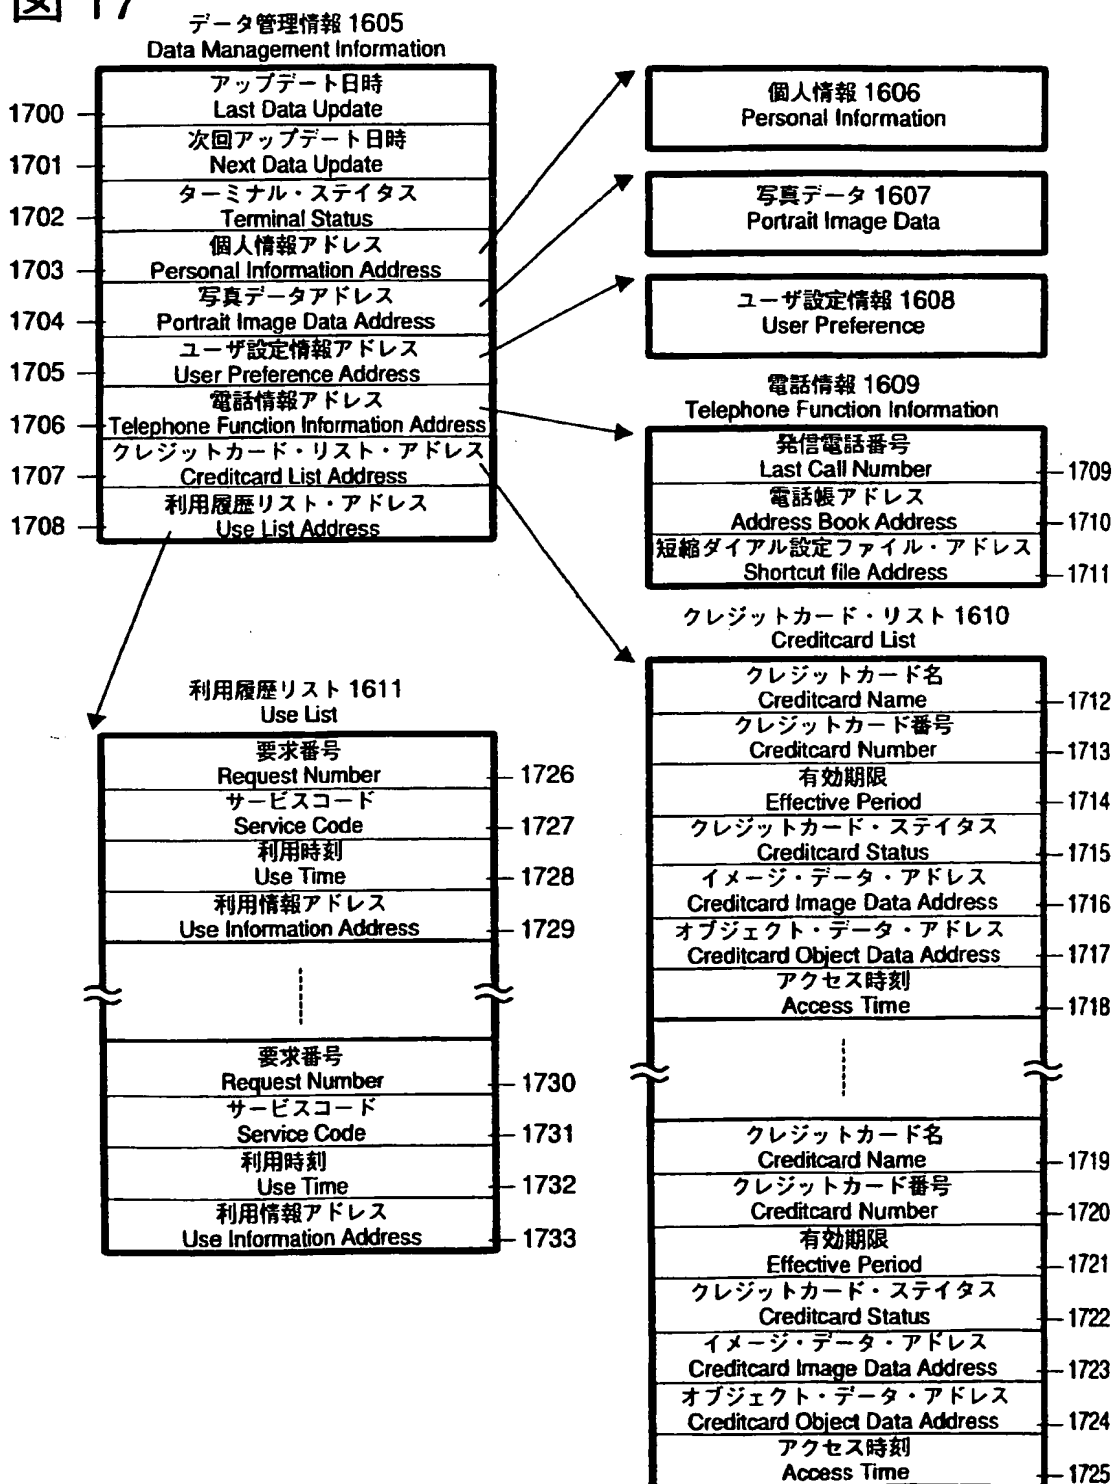 図 17
データ管理情報 1605
Data Management Information
アップデート日時
Last Data Update
1700
次回アップデート日時
Next Data Update
1701
ターミナル・ステイタス
Terminal Status
1702
個人情報アドレス
Personal Information Address
1703
写真データアドレス
Portrait Image Data Address
1704
ユーザ設定情報アドレス
User Preference Address
1705
電話情報アドレス
Telephone Function Information Address
1706
クレジットカード・リスト・アドレス
Creditcard List Address
1707
利用履歴リスト・アドレス
Use List Address
1708
個人情報 1606
Personal Information
写真データ 1607
Portrait Image Data
ユーザ設定情報 1608
User Preference
電話情報 1609
Telephone Function Information
発信電話番号
Last Call Number
1709
電話帳アドレス
Address Book Address
1710
短縮ダイアル設定ファイル・アドレス
Shortcut file Address
1711
クレジットカード・リスト 1610
Creditcard List
クレジットカード名
Creditcard Name
1712
クレジットカード番号
Creditcard Number
1713
有効期限
Effective Period
1714
クレジットカード・ステイタス
Creditcard Status
1715
イメージ・データ・アドレス
Creditcard Image Data Address
1716
オブジェクト・データ・アドレス
Creditcard Object Data Address
1717
アクセス時刻
Access Time
1718
クレジットカード名
Creditcard Name
1719
クレジットカード番号
Creditcard Number
1720
有効期限
Effective Period
1721
クレジットカード・ステイタス
Creditcard Status
1722
イメージ・データ・アドレス
Creditcard Image Data Address
1723
オブジェクト・データ・アドレス
Creditcard Object Data Address
1724
アクセス時刻
Access Time
1725
利用履歴リスト 1611
Use List
要求番号
Request Number
1726
サービスコード
Service Code
1727
利用時刻
Use Time
1728
利用情報アドレス
Use Information Address
1729
要求番号
Request Number
1730
サービスコード
Service Code
1731
利用時刻
Use Time
1732
利用情報アドレス
Use Information Address
1733